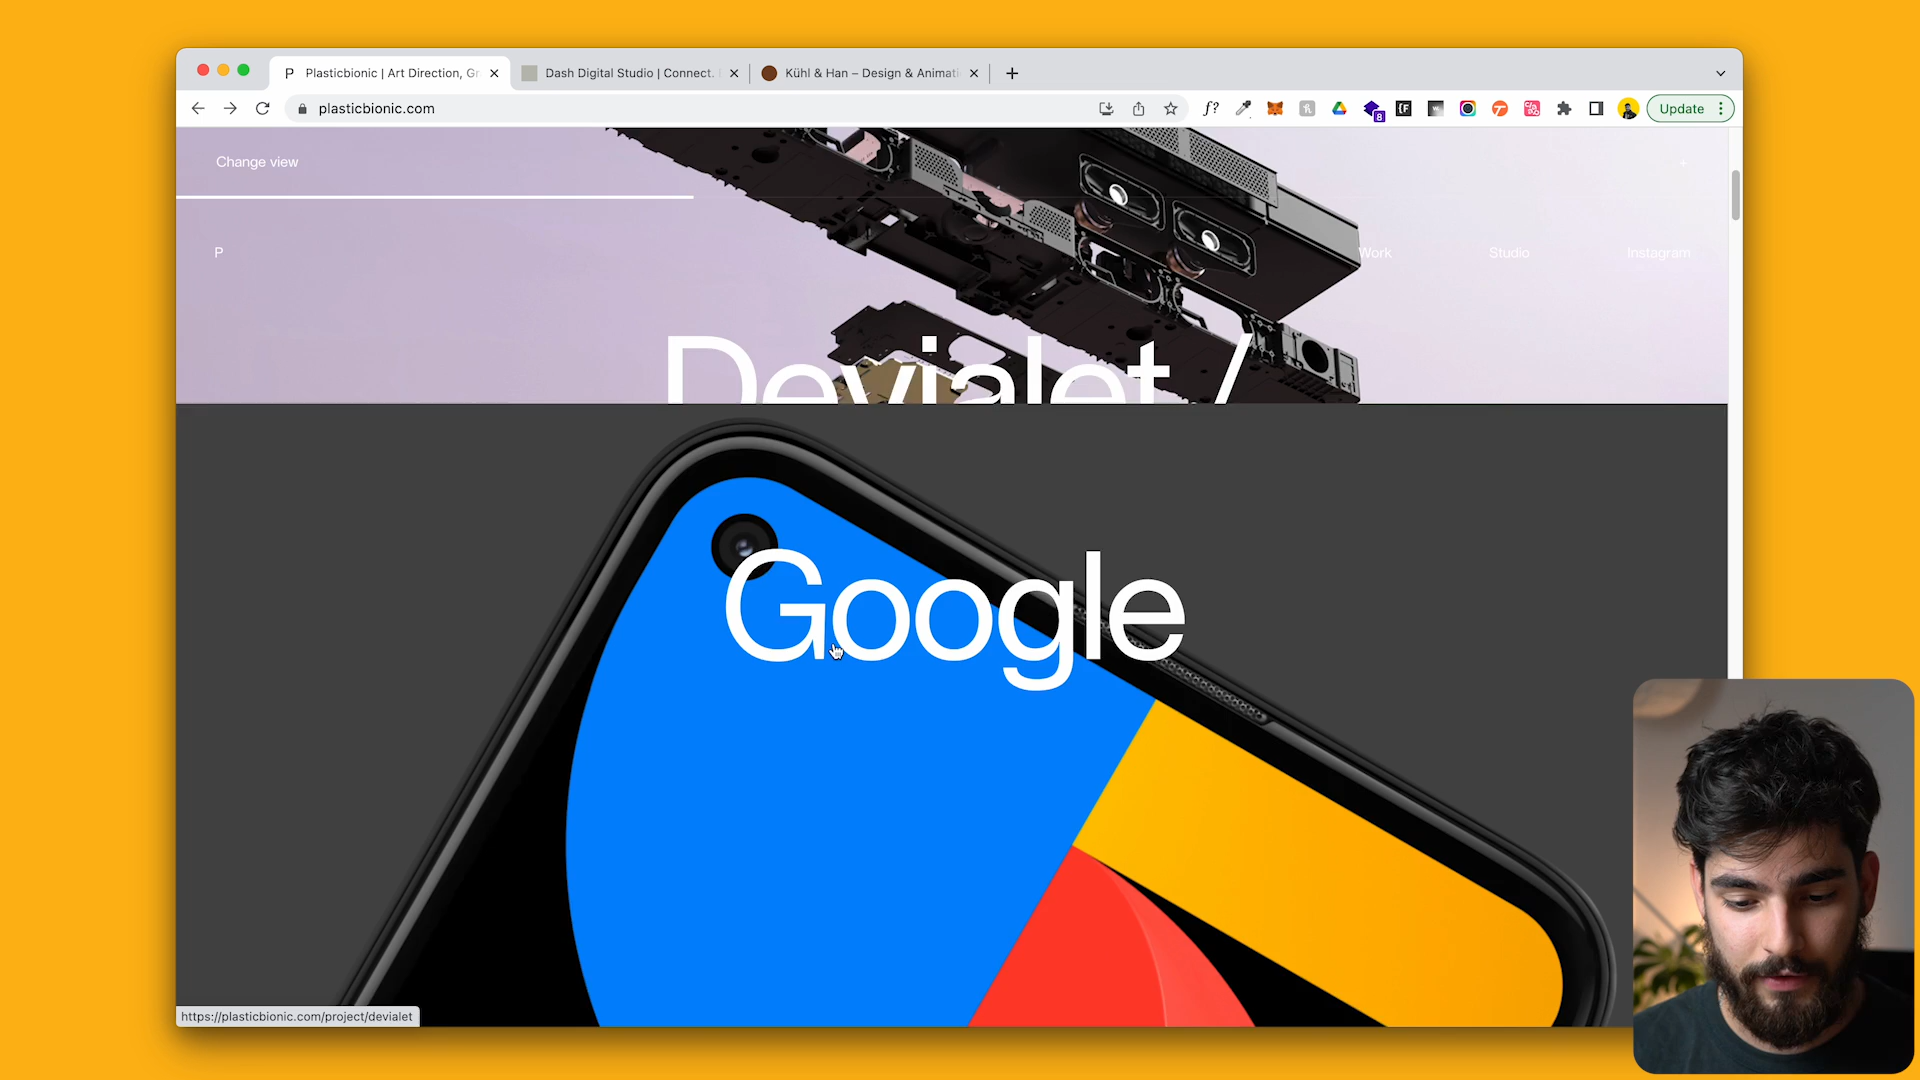 P Plasticbionic | Art Direction, Gr
Dash Digital Studio | Connect.
Kühl & Han – Design & Animati
plasticbionic.com
f?
8
Update
Change view
+
P
Work
Studio
Instagram
Devialet /
Google
https://plasticbionic.com/project/devialet